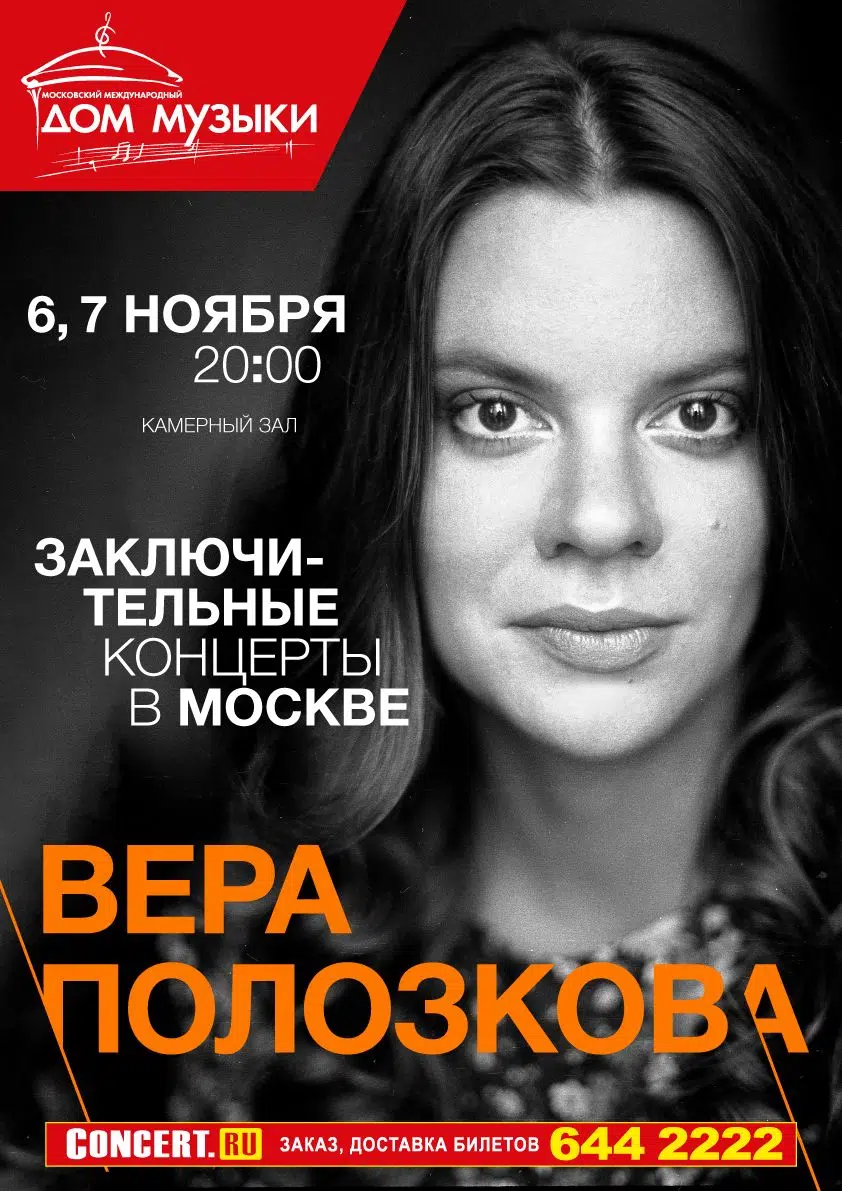 МОСКОВСКИЙ МЕЖДУНАРОДНЫЙ
ДОМ МУЗЫКИ
6, 7 НОЯБРЯ
20:00
КАМЕРНЫЙ ЗАЛ
ЗАКЛЮЧИ-
ТЕЛЬНЫЕ
КОНЦЕРТЫ
В МОСКВЕ
ВЕРА
ПОЛОЗКОВА
CONCERT.RU ЗАКАЗ, ДОСТАВКА БИЛЕТОВ 644 2222